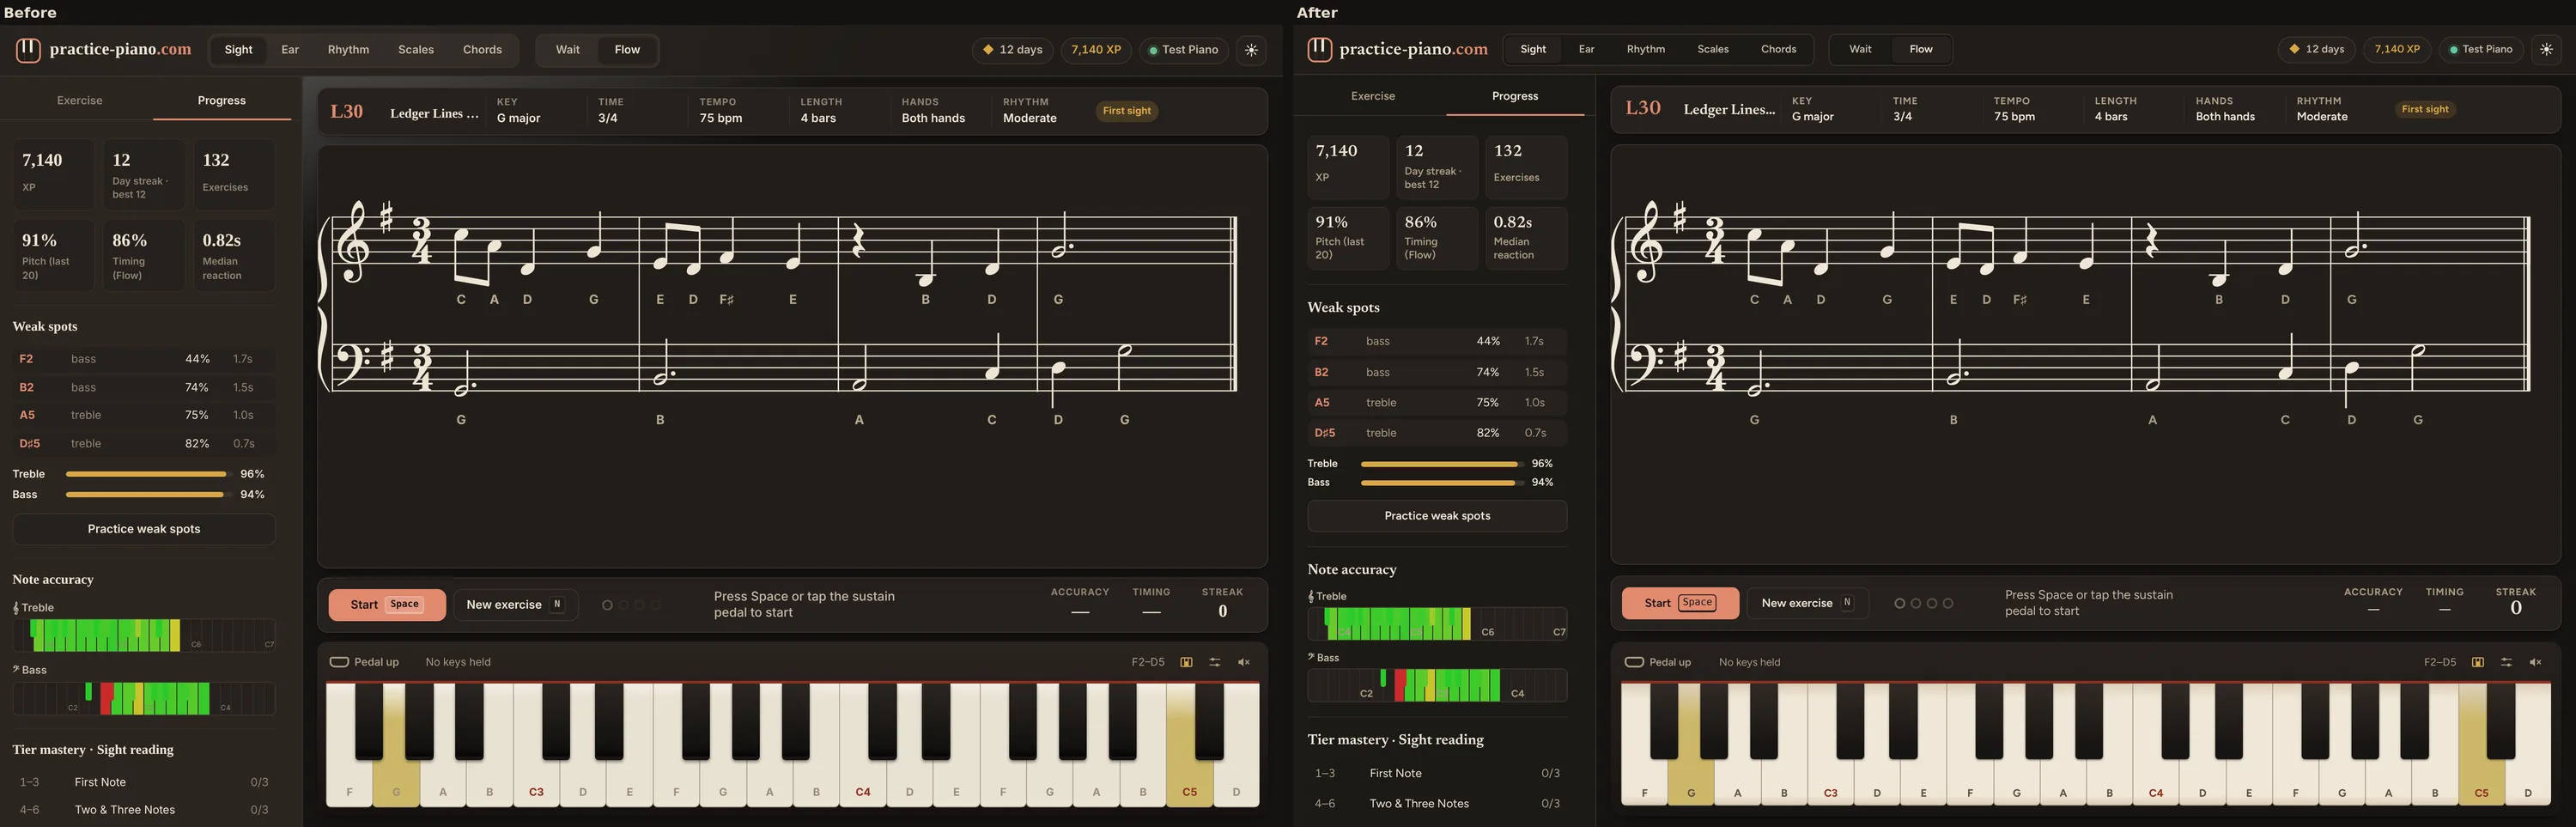 Before
practice-piano.com
Sight Ear Rhythm Scales Chords
Wait Flow
12 days
7,140 XP
Test Piano
Exercise Progress
7,140
XP
12
Day streak ·
best 12
132
Exercises
91%
Pitch (last
20)
86%
Timing
(Flow)
0.82s
Median
reaction
Weak spots
F2 bass 44% 1.7s
B2 bass 74% 1.5s
A5 treble 75% 1.0s
D♯5 treble 82% 0.7s
Treble 96%
Bass 94%
Practice weak spots
Note accuracy
Treble
C6 C7
Bass
C2 C4
Tier mastery · Sight reading
1–3 First Note 0/3
4–6 Two & Three Notes 0/3
L30
Ledger Lines …
KEY
G major
TIME
3/4
TEMPO
75 bpm
LENGTH
4 bars
HANDS
Both hands
RHYTHM
Moderate
First sight
3
4
C A D G E D F♯ E B D G
3
4
G B A C D G
Start Space
New exercise N
Press Space or tap the sustain
pedal to start
ACCURACY
—
TIMING
—
STREAK
0
Pedal up
No keys held
F2–D5
F G A B C3 D E F G A B C4 D E F G A B C5 D
After
practice-piano.com
Sight Ear Rhythm Scales Chords
Wait Flow
12 days
7,140 XP
Test Piano
Exercise Progress
7,140
XP
12
Day streak ·
best 12
132
Exercises
91%
Pitch (last
20)
86%
Timing
(Flow)
0.82s
Median
reaction
Weak spots
F2 bass 44% 1.7s
B2 bass 74% 1.5s
A5 treble 75% 1.0s
D♯5 treble 82% 0.7s
Treble 96%
Bass 94%
Practice weak spots
Note accuracy
Treble
C6 C7
Bass
C2 C4
Tier mastery · Sight reading
1–3 First Note 0/3
4–6 Two & Three Notes 0/3
L30
Ledger Lines…
KEY
G major
TIME
3/4
TEMPO
75 bpm
LENGTH
4 bars
HANDS
Both hands
RHYTHM
Moderate
First sight
3
4
C A D G E D F♯ E B D G
3
4
G B A C D G
Start Space
New exercise N
Press Space or tap the sustain
pedal to start
ACCURACY
—
TIMING
—
STREAK
0
Pedal up
No keys held
F2–D5
F G A B C3 D E F G A B C4 D E F G A B C5 D